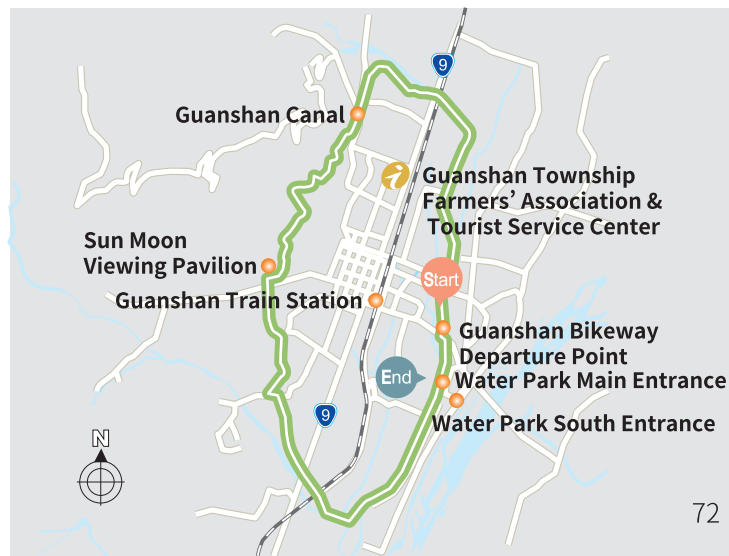 9
Guanshan Canal
Guanshan Township
Farmers’ Association &
Tourist Service Center
Sun Moon
Viewing Pavilion
Start
Guanshan Train Station
Guanshan Bikeway
Departure Point
End
Water Park Main Entrance
Water Park South Entrance
9
N
72